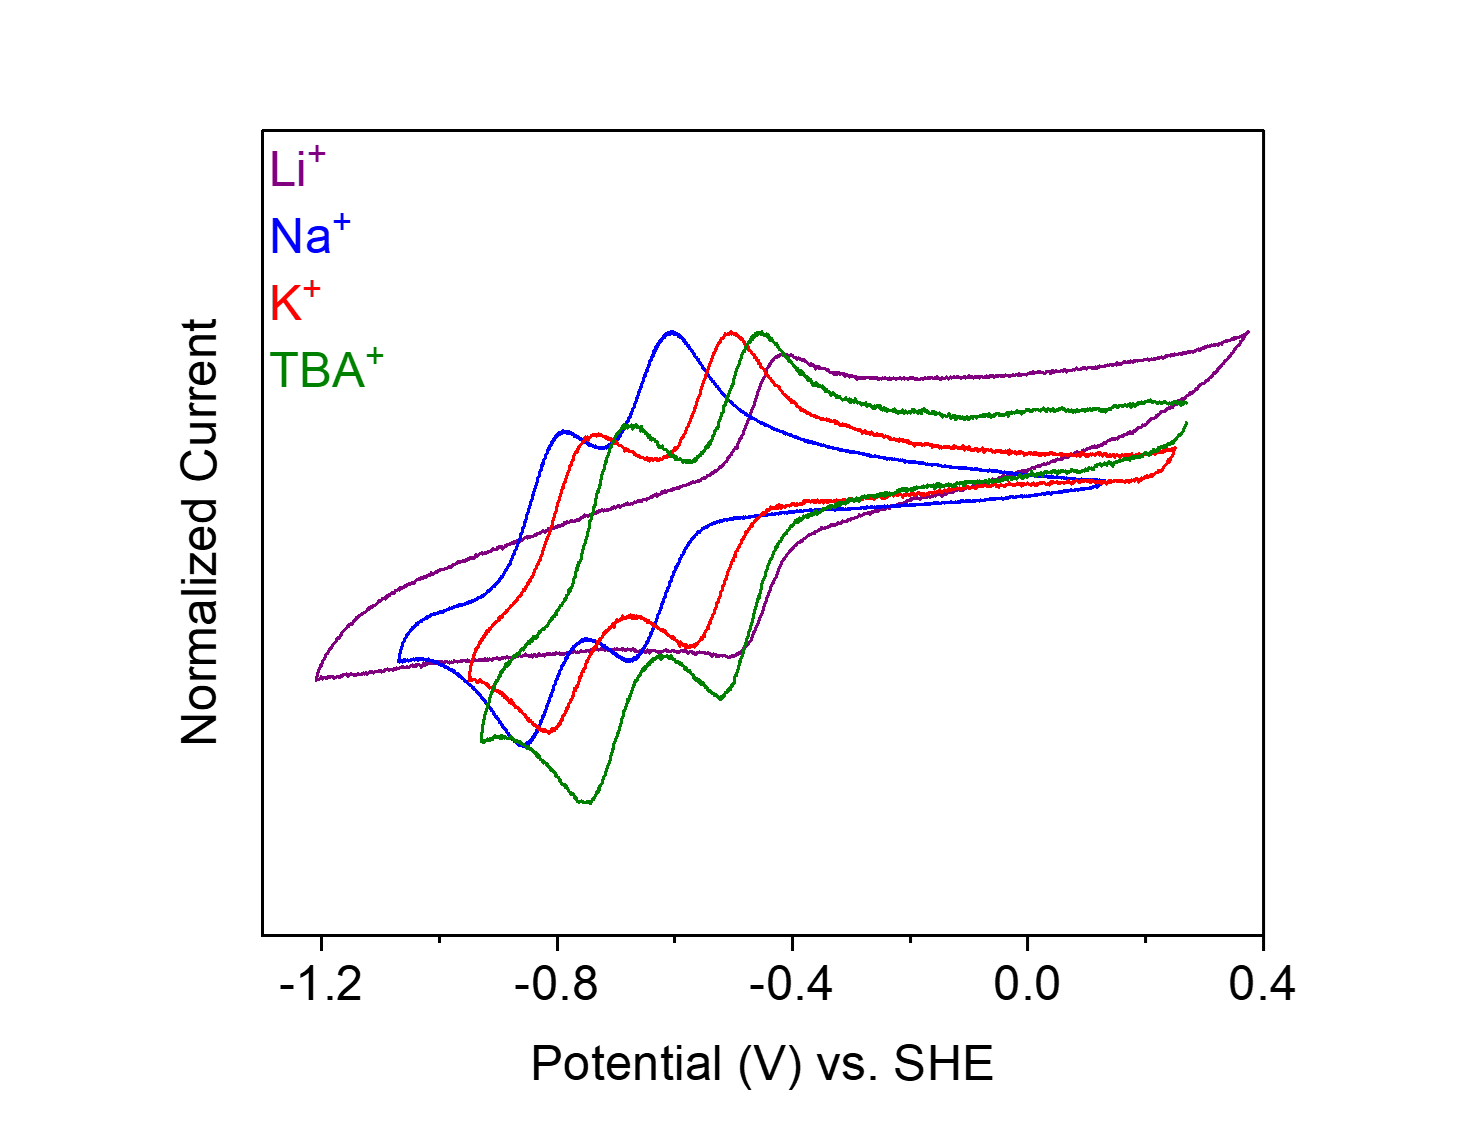 Li⁺
Na⁺
K⁺
TBA⁺
Normalized Current
-1.2 -0.8 -0.4 0.0 0.4
Potential (V) vs. SHE